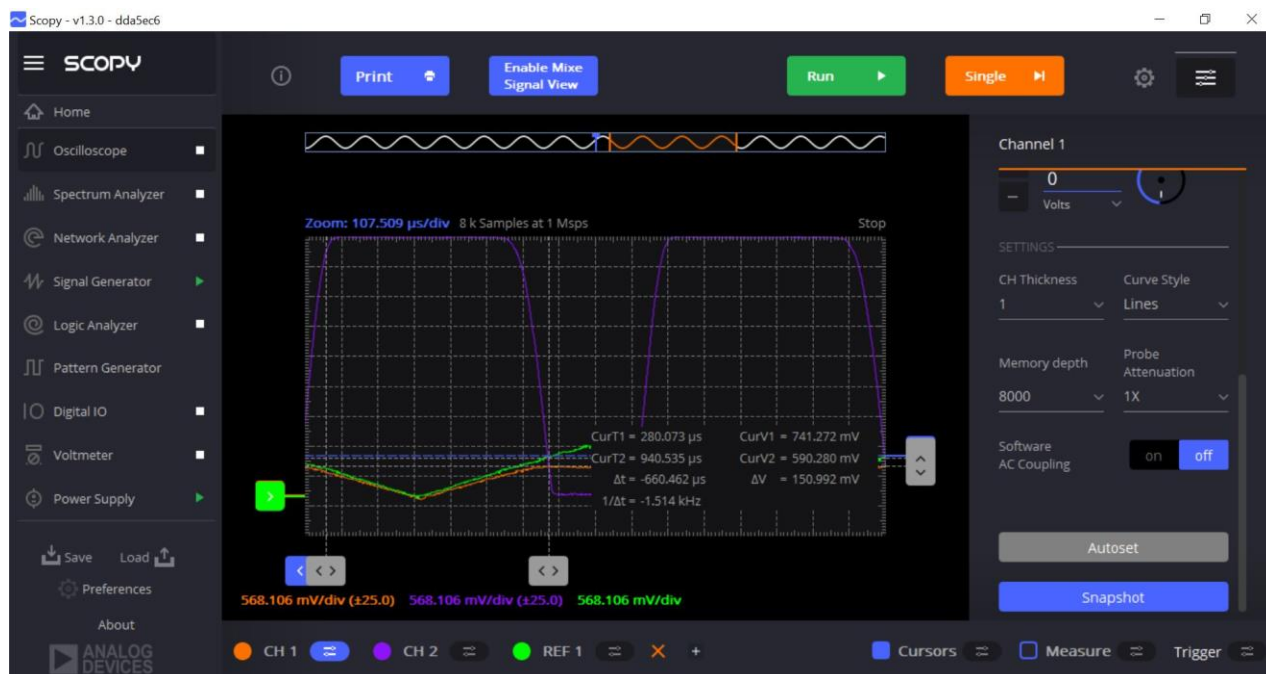 Scopy - v1.3.0 - dda5ec6
SCOPY
Print
Enable Mixe
Signal View
Run
Single
Home
Oscilloscope
Spectrum Analyzer
Network Analyzer
Signal Generator
Logic Analyzer
Pattern Generator
Digital IO
Voltmeter
Power Supply
Save Load
Preferences
About
ANALOG
DEVICES
Zoom: 107.509 µs/div 8 k Samples at 1 Msps Stop
CurT1 = 280.073 µs CurV1 = 741.272 mV
CurT2 = 940.535 µs CurV2 = 590.280 mV
Δt = -660.462 µs ΔV = 150.992 mV
1/Δt = -1.514 kHz
568.106 mV/div (±25.0) 568.106 mV/div (±25.0) 568.106 mV/div
Channel 1
0
Volts
SETTINGS
CH Thickness Curve Style
1 Lines
Memory depth Probe
Attenuation
8000 1X
Software
AC Coupling on off
Autoset
Snapshot
CH 1 CH 2 REF 1 Cursors Measure Trigger